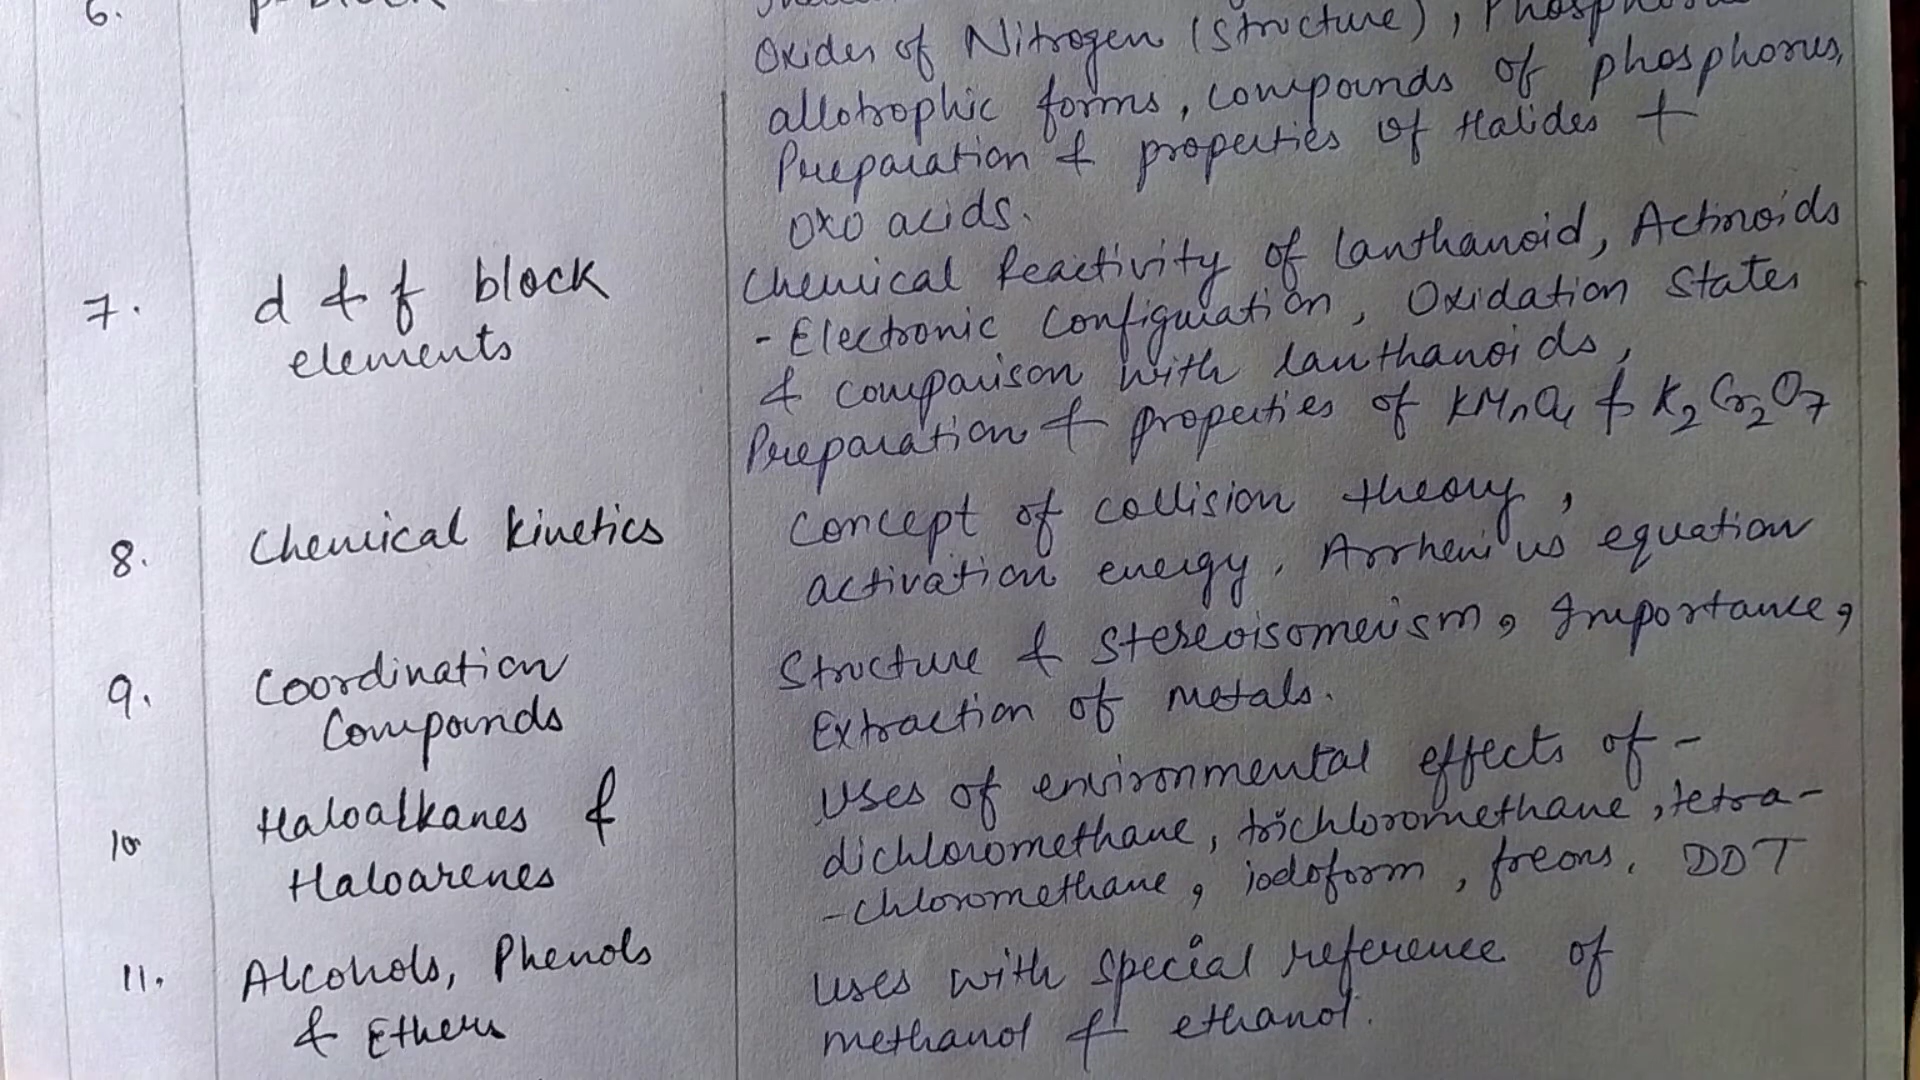 6.
Oxides of Nitrogen (structure),
allotrophic forms, compounds of phosphorus,
Preparation & properties of Halides +
oxo acids.
7. d & f block Chemical Reactivity of lanthanoid, Actinoids
elements - Electronic Configuration, Oxidation States
& comparison with lanthanoids,
Preparation & properties of KMnO4 & K2Cr2O7
8. Chemical kinetics concept of collision theory,
activation energy, Arrhenius equation
9. Coordination Structure & stereoisomerism, Importance,
Compounds Extraction of metals.
10 Haloalkanes & Uses of environmental effects of -
Haloarenes dichloromethane, trichloromethane, tetra-
-chloromethane, iodoform, freons, DDT
11. Alcohols, Phenols uses with special reference of
& Ethers methanol & ethanol.